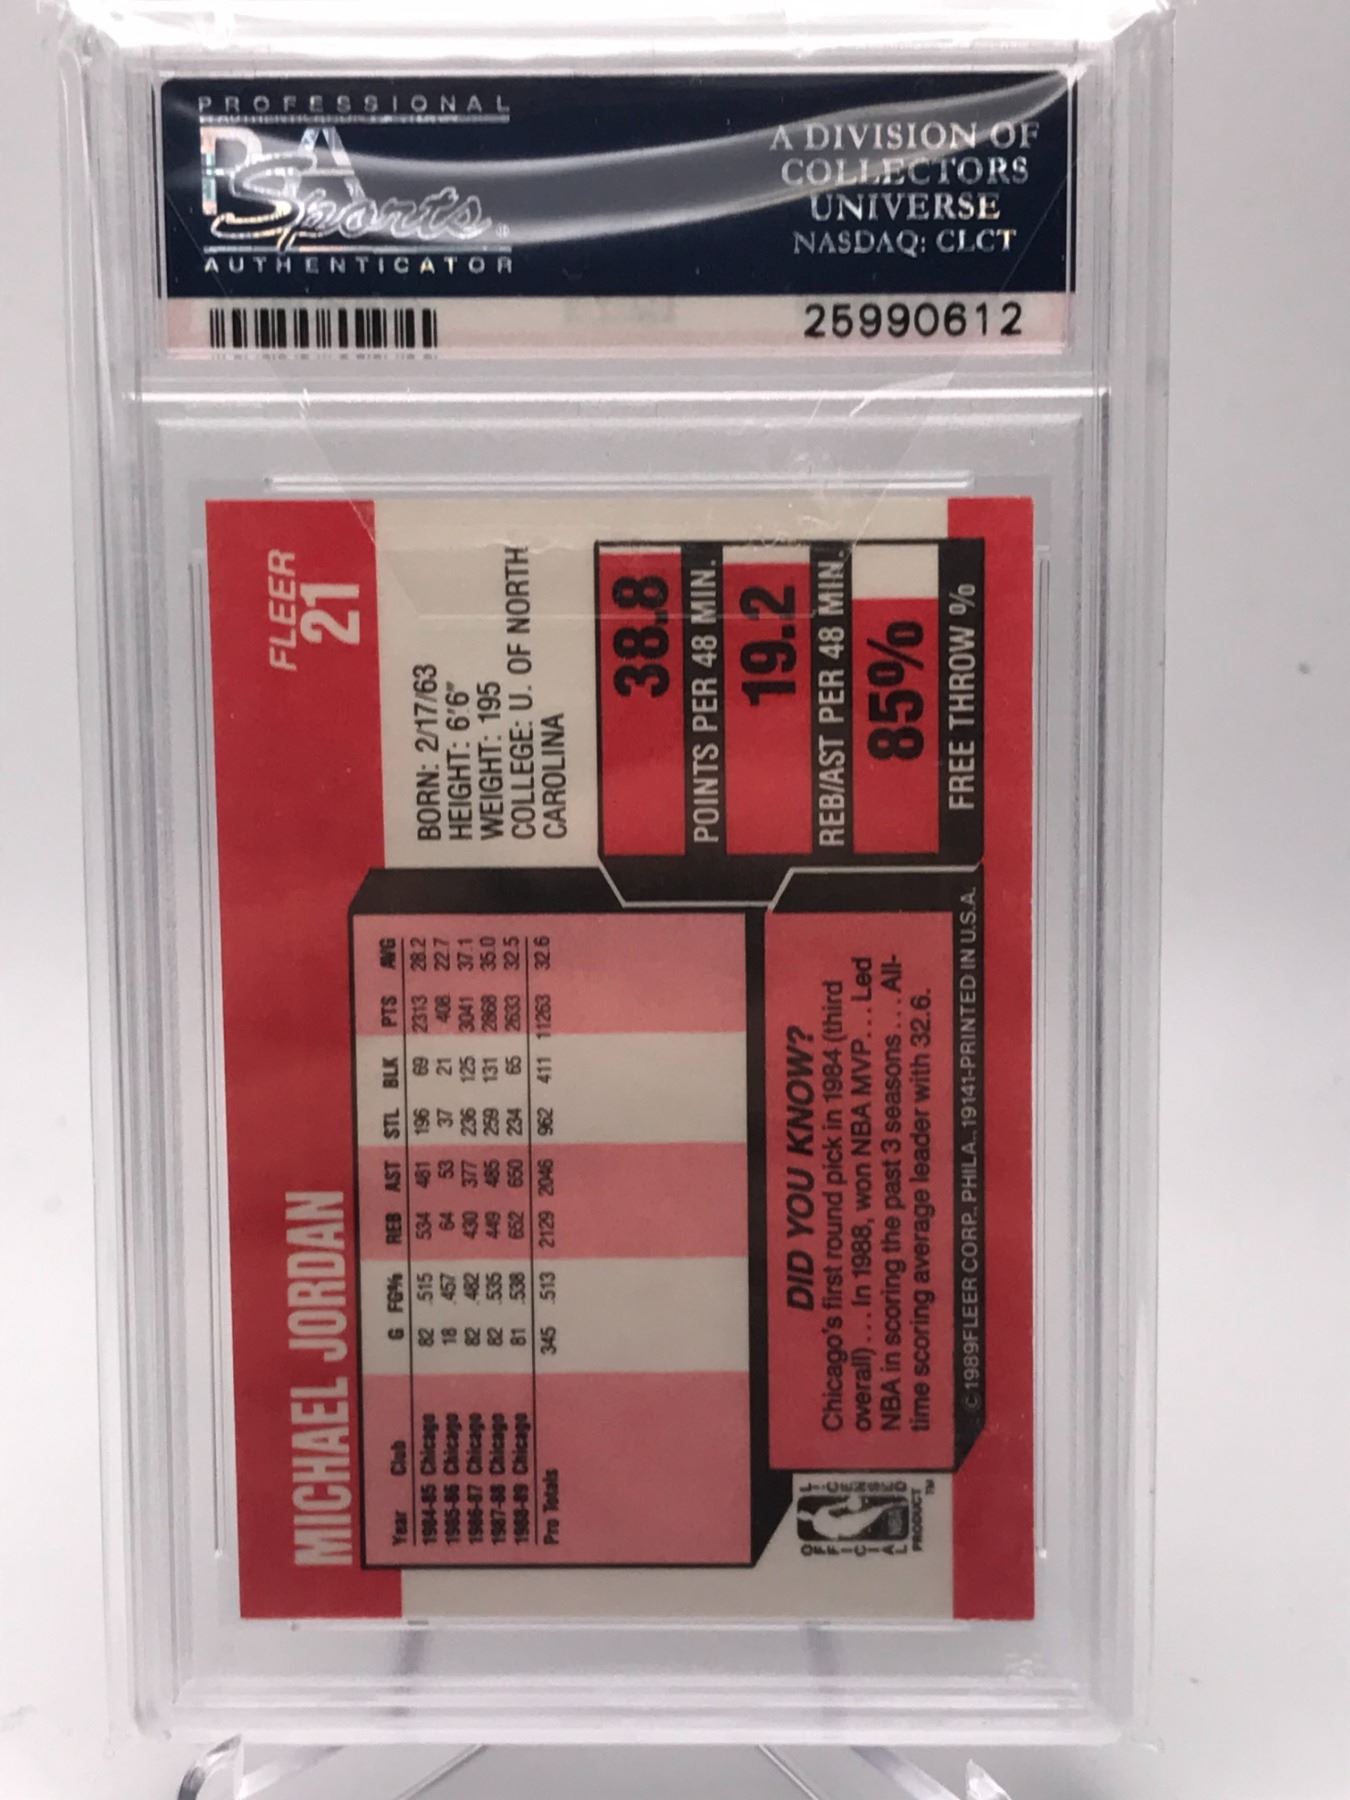 PROFESSIONAL
PSA
Sports
AUTHENTICATOR
A DIVISION OF
COLLECTORS
UNIVERSE
NASDAQ: CLCT
25990612
FLEER
21
MICHAEL JORDAN
BORN: 2/17/63
HEIGHT: 6'6"
WEIGHT: 195
COLLEGE: U. OF NORTH
CAROLINA
Year Club G FG% REB AST STL BLK PTS AVG
1984-85 Chicago 82 .515 534 481 196 69 2313 28.2
1985-86 Chicago 18 .457 64 53 37 21 408 22.7
1986-87 Chicago 82 .482 430 377 236 125 3041 37.1
1987-88 Chicago 82 .535 449 485 259 131 2868 35.0
1988-89 Chicago 81 .538 652 650 234 65 2633 32.5
Pro Totals 345 .513 2129 2046 962 411 11263 32.6
38.8
POINTS PER 48 MIN.
19.2
REB/AST PER 48 MIN.
85%
FREE THROW %
DID YOU KNOW?
Chicago's first round pick in 1984 (third
overall)... In 1988, won NBA MVP... Led
NBA in scoring the past 3 seasons... All-
time scoring average leader with 32.6.
OFFICIAL
NBA
LICENSED
PRODUCT
TM
©1989FLEER CORP., PHILA., 19141-PRINTED IN U.S.A.